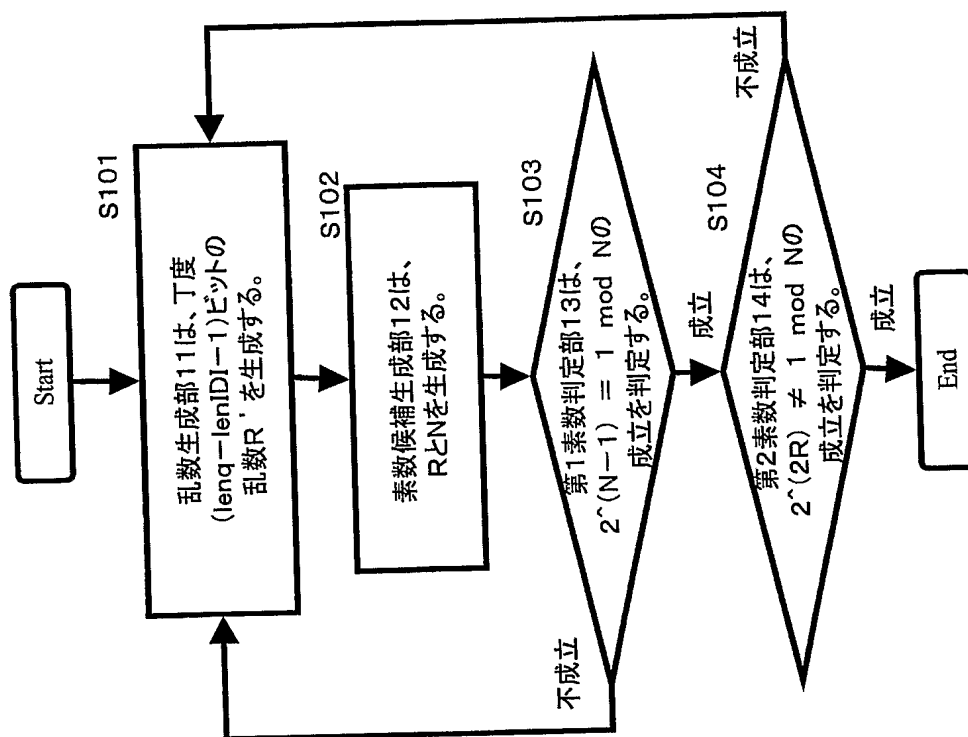 Start
S101
乱数生成部11は、丁度
(lenq－lenIDI－1)ビットの
乱数R'を生成する。
S102
素数候補生成部12は、
RとNを生成する。
S103
第1素数判定部13は、
2^(N－1) = 1 mod Nの
成立を判定する。
不成立
成立
S104
第2素数判定部14は、
2^(2R) ≠ 1 mod Nの
成立を判定する。
不成立
成立
End